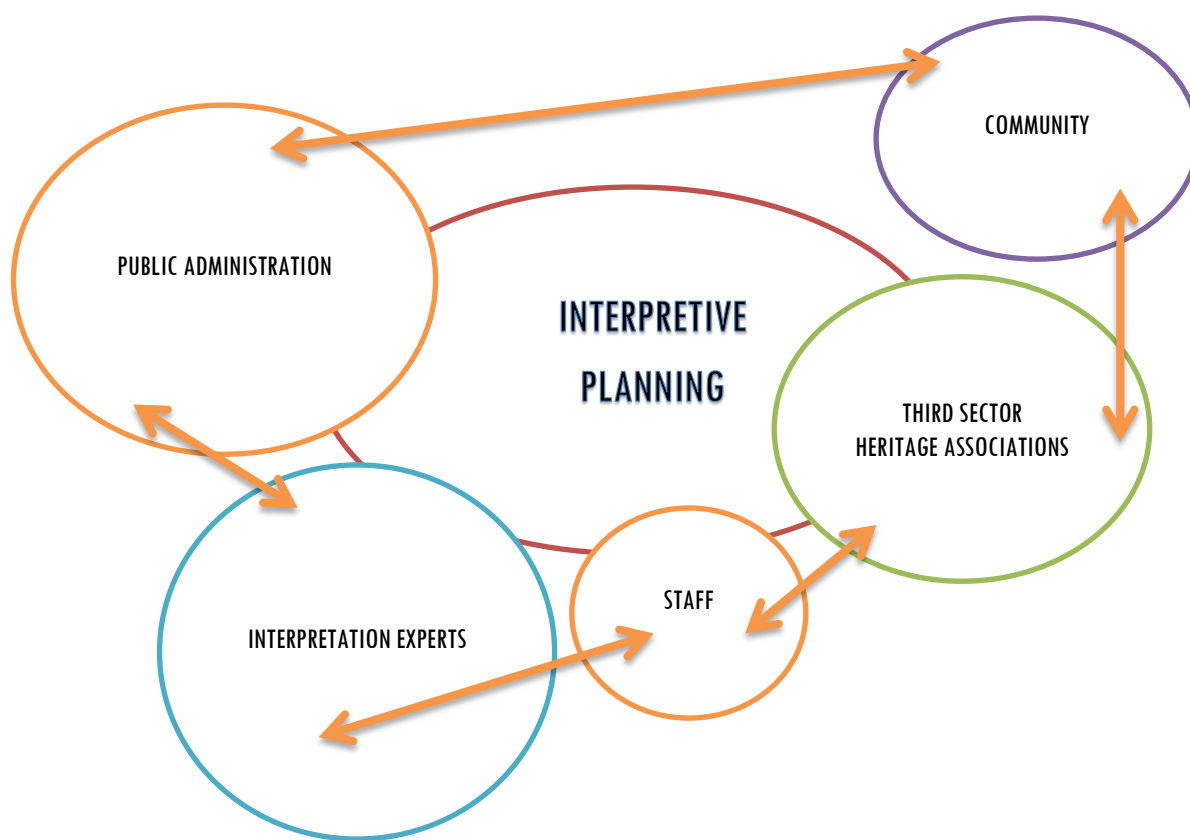 COMMUNITY
PUBLIC ADMINISTRATION
INTERPRETIVE
PLANNING
THIRD SECTOR
HERITAGE ASSOCIATIONS
STAFF
INTERPRETATION EXPERTS